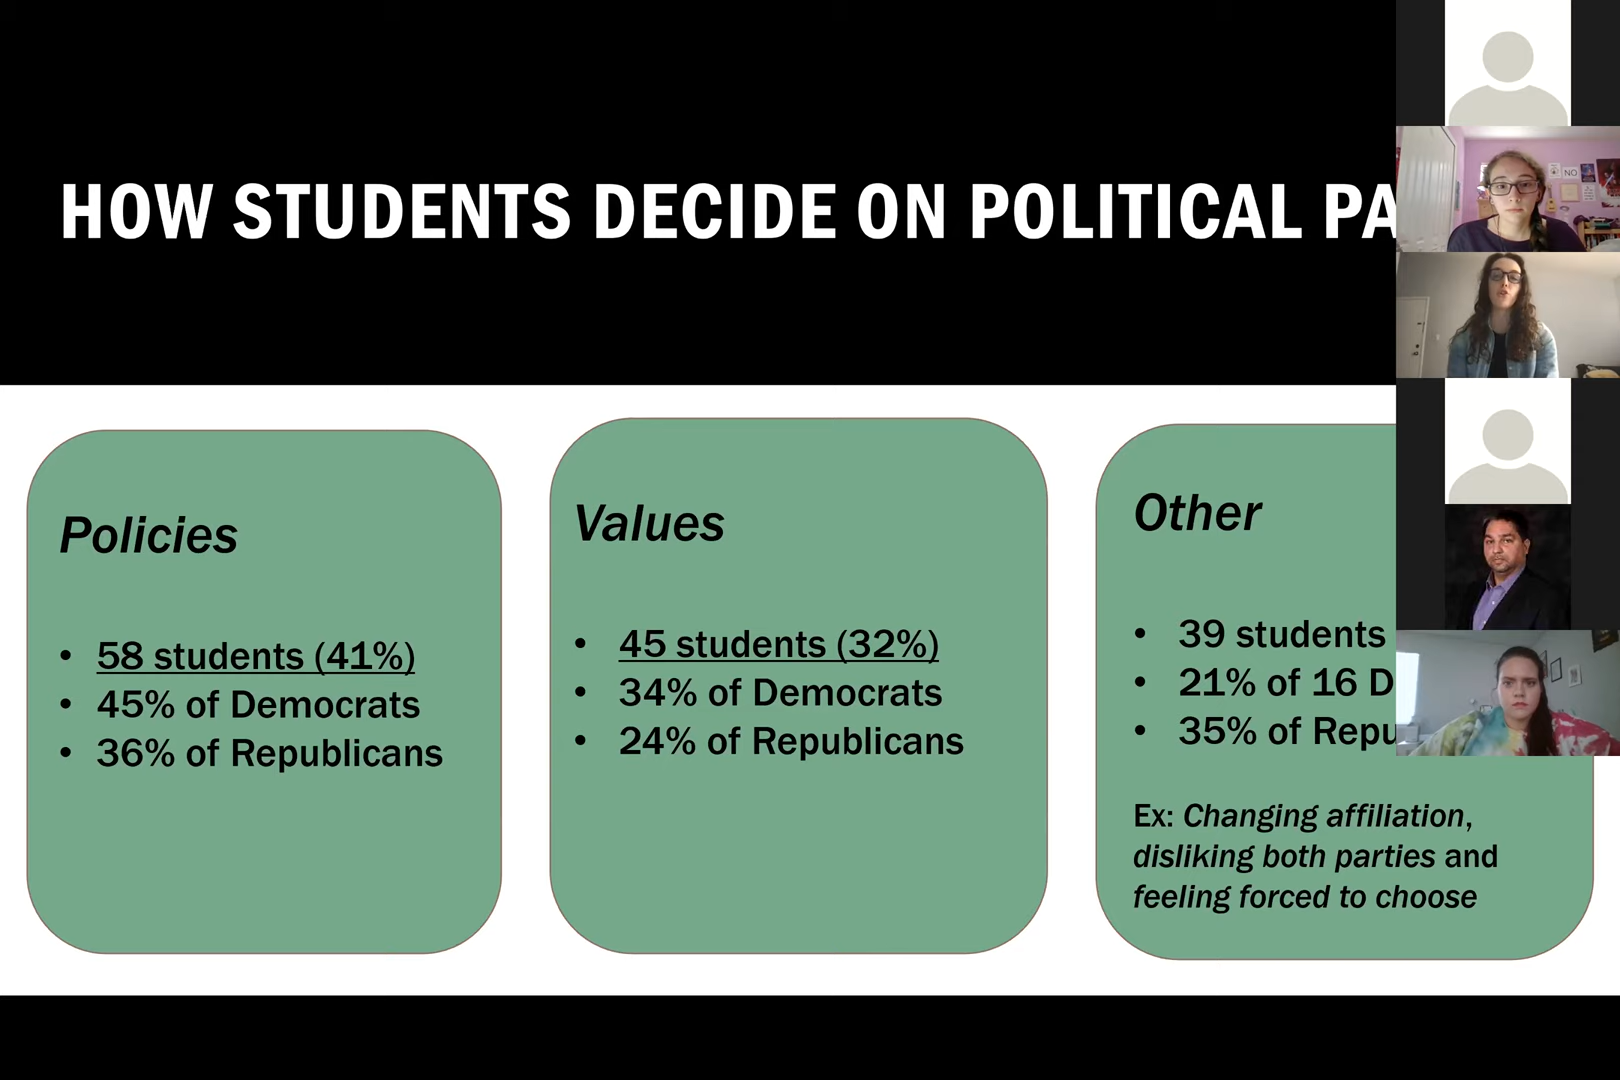 HOW STUDENTS DECIDE ON POLITICAL
Policies
• 58 students (41%)
• 45% of Democrats
• 36% of Republicans
Values
• 45 students (32%)
• 34% of Democrats
• 24% of Republicans
Other
• 39 students
• 21% of 16
• 35% of
Ex: Changing affiliation,
disliking both parties and
feeling forced to choose
NO